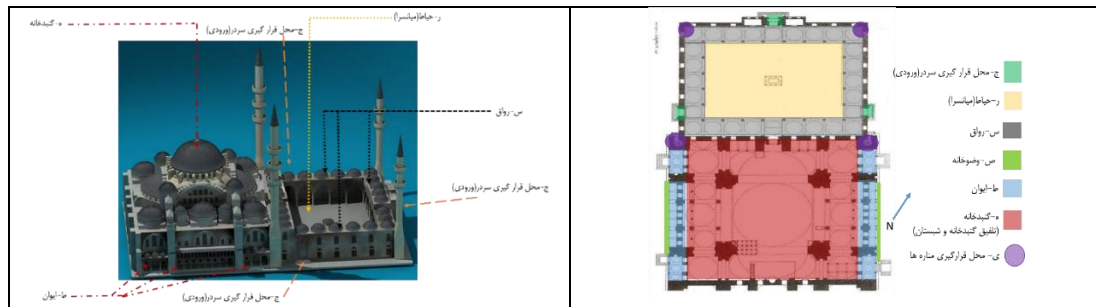 ه-گنبدخانه
ر-حیاط(میانسرا)
ج-محل قرار گیری سردر(ورودی)
س-رواق
ج-محل قرار گیری سردر(ورودی)
ط-ایوان
ج-محل قرار گیری سردر(ورودی)
ج-محل قرار گیری سردر(ورودی)
ر-حیاط(میانسرا)
س-رواق
ص-وضوخانه
ط-ایوان
ه-گنبدخانه
(تلفیق گنبدخانه و شبستان)
ی- محل قرارگیری مناره ها
N